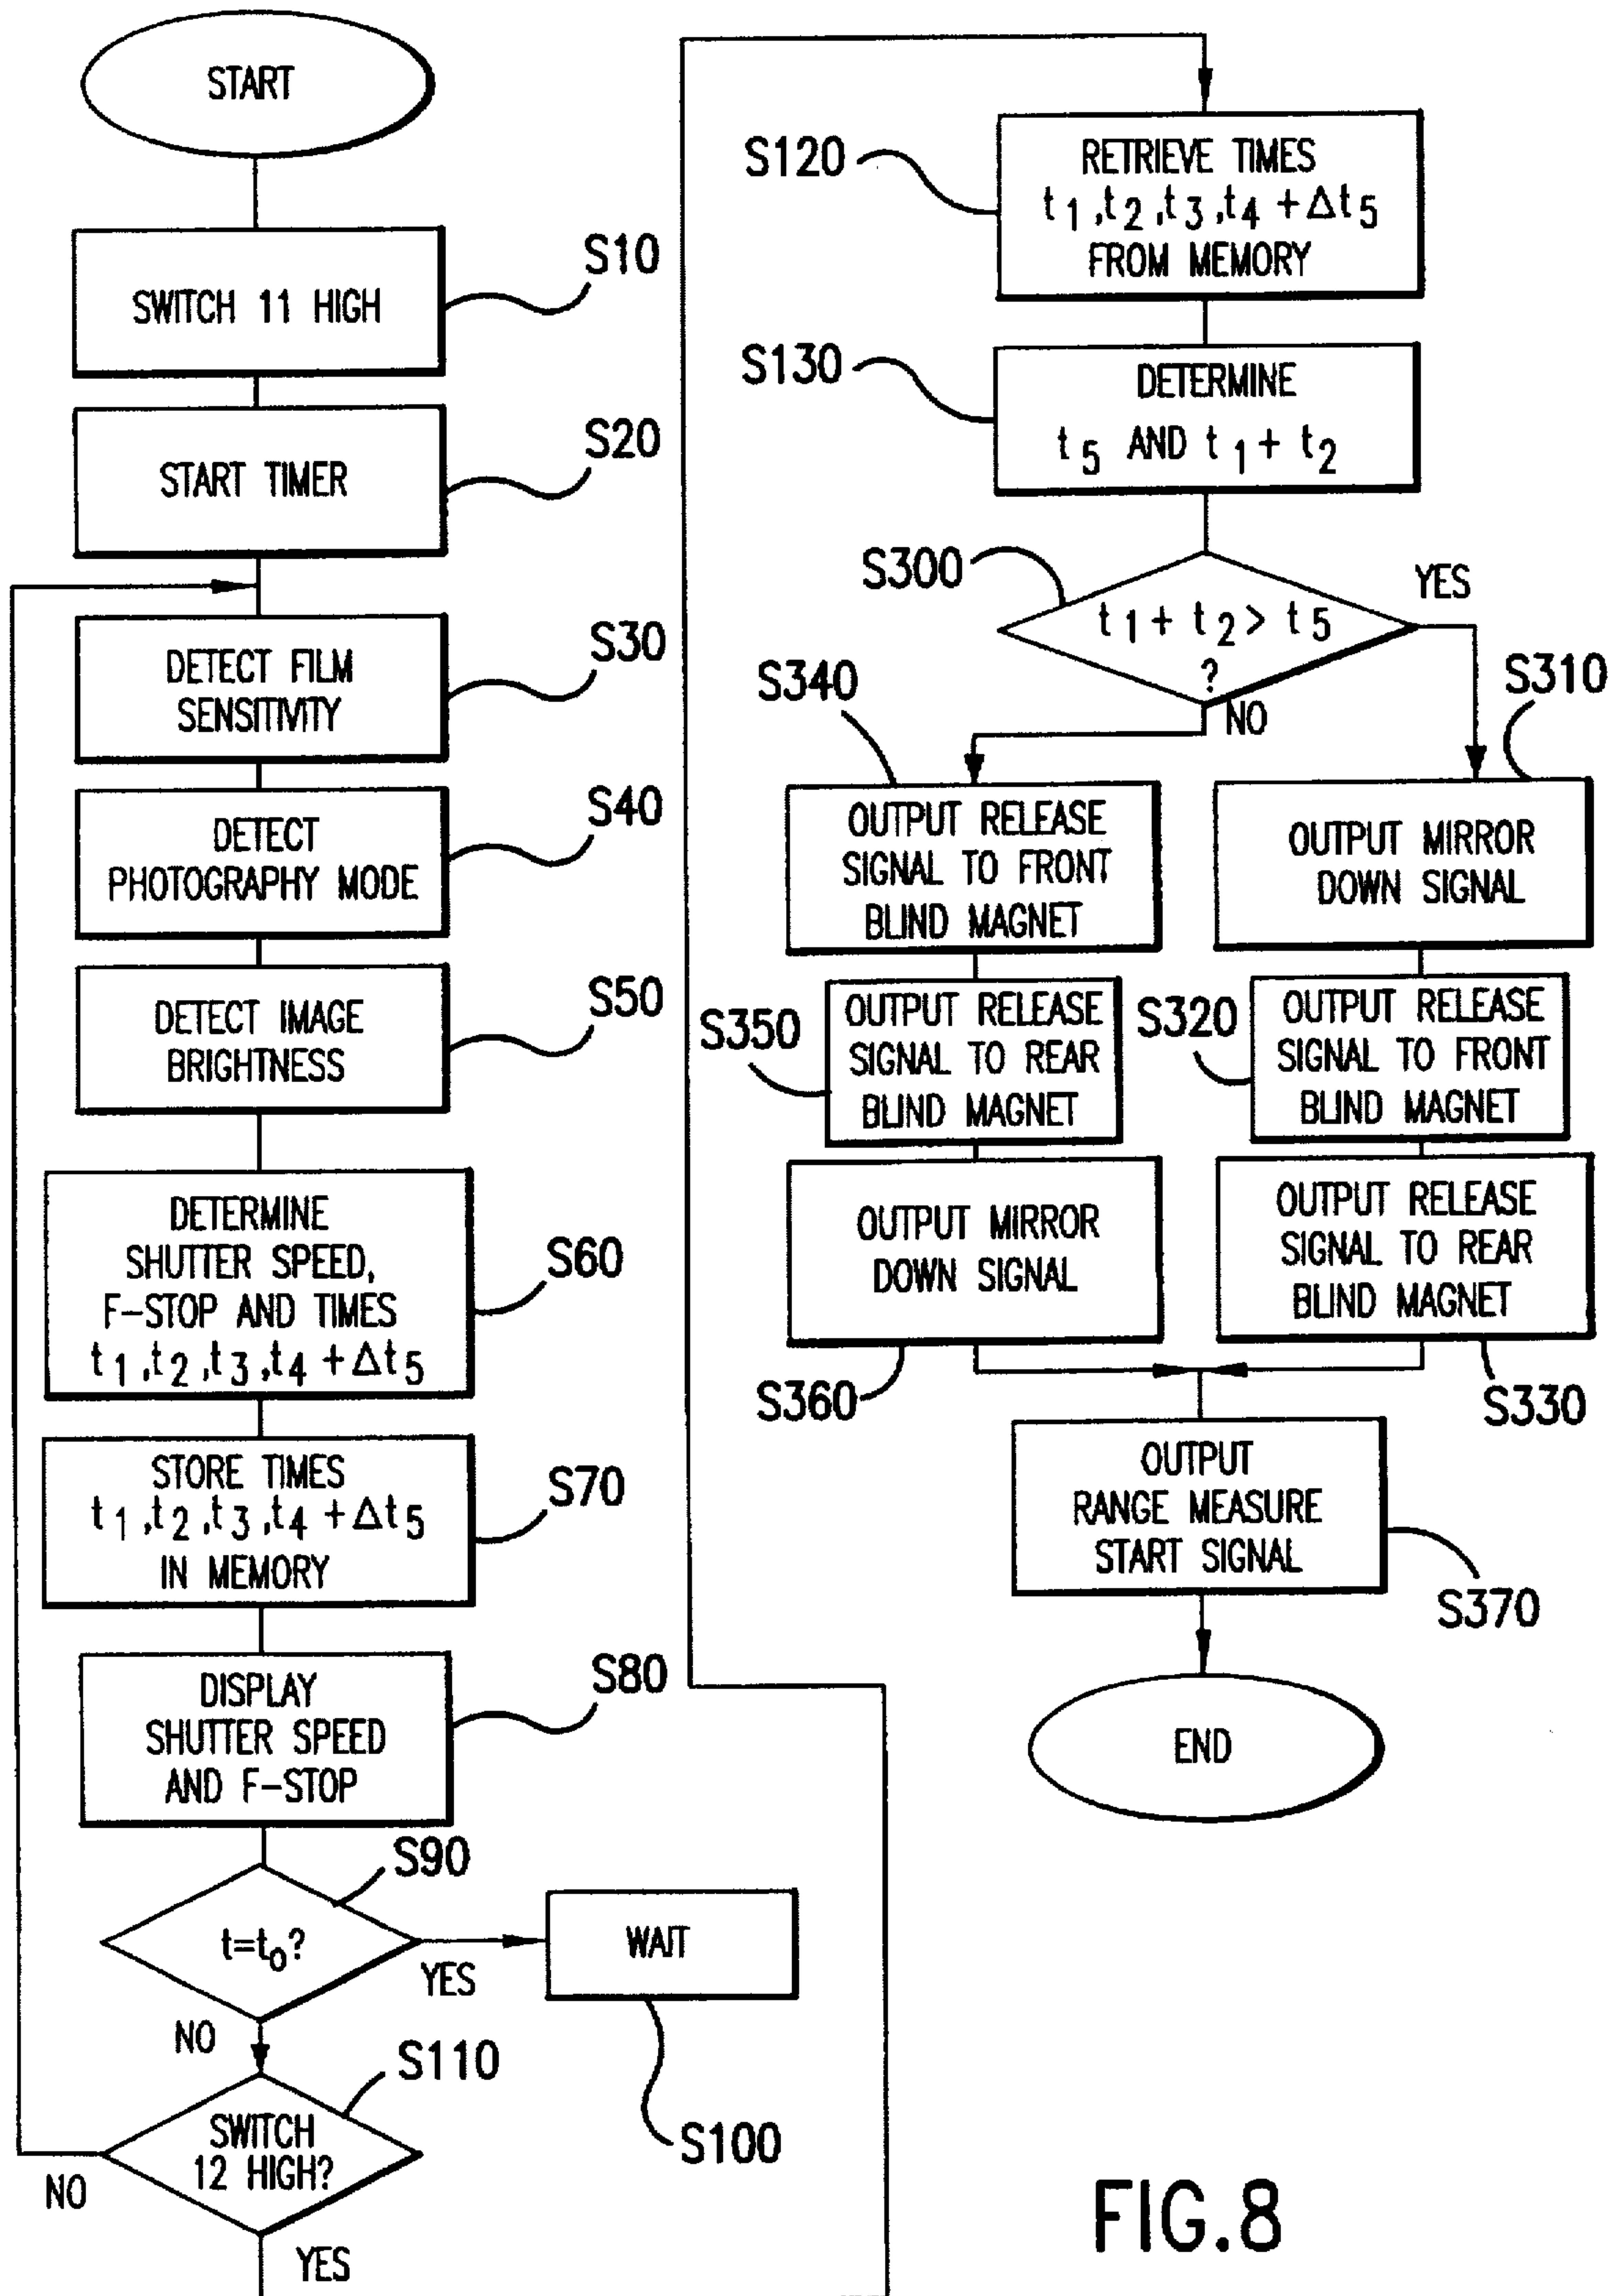 START
SWITCH 11 HIGH
S10
START TIMER
S20
DETECT FILM
SENSITIVITY
S30
DETECT
PHOTOGRAPHY MODE
S40
DETECT IMAGE
BRIGHTNESS
S50
DETERMINE
SHUTTER SPEED,
F-STOP AND TIMES
t1,t2,t3,t4+Δt5
S60
STORE TIMES
t1,t2,t3,t4+Δt5
IN MEMORY
S70
DISPLAY
SHUTTER SPEED
AND F-STOP
S80
S90
t=to?
YES
WAIT
S100
NO
S110
SWITCH
12 HIGH?
NO
YES
S120
RETRIEVE TIMES
t1,t2,t3,t4+Δt5
FROM MEMORY
S130
DETERMINE
t5 AND t1+t2
S300
t1+t2>t5
?
YES
NO
S340
OUTPUT RELEASE
SIGNAL TO FRONT
BLIND MAGNET
S310
OUTPUT MIRROR
DOWN SIGNAL
S350
OUTPUT RELEASE
SIGNAL TO REAR
BLIND MAGNET
S320
OUTPUT RELEASE
SIGNAL TO FRONT
BLIND MAGNET
OUTPUT MIRROR
DOWN SIGNAL
S360
OUTPUT RELEASE
SIGNAL TO REAR
BLIND MAGNET
S330
OUTPUT
RANGE MEASURE
START SIGNAL
S370
END
FIG.8